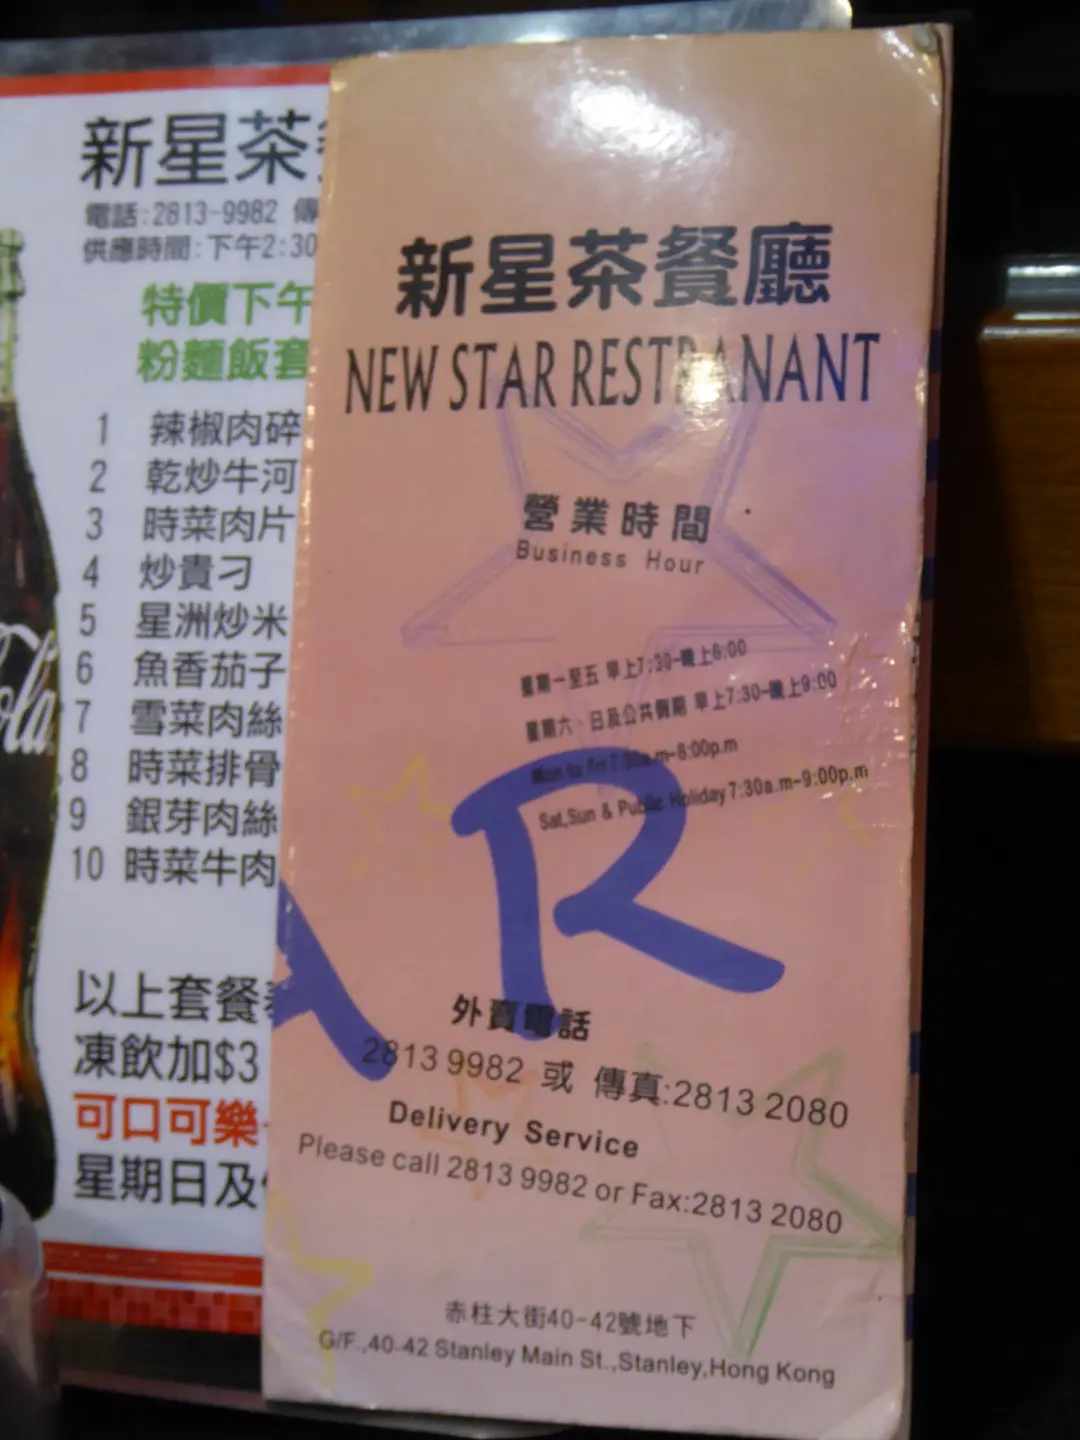 新星茶
電話:2813-9982 傳
供應時間:下午2:30
特價下午
粉麵飯套
1 辣椒肉碎
2 乾炒牛河
3 時菜肉片
4 炒貴刁
5 星洲炒米
6 魚香茄子
7 雪菜肉絲
8 時菜排骨
9 銀芽肉絲
10 時菜牛肉
以上套餐
凍飲加$3
可口可樂
星期日及
Cola
新星茶餐廳
NEW STAR RESTRANANT
營業時間
Business Hour
星期一至五 早上7:30-晚上8:00
星期六、日及公共假期 早上7:30-晚上9:00
Mon to Fri 7:30a.m-8:00p.m
Sat,Sun & Public Holiday 7:30a.m-9:00p.m
AR
外賣電話
2813 9982 或 傳真:2813 2080
Delivery Service
Please call 2813 9982 or Fax:2813 2080
赤柱大街40-42號地下
G/F.,40-42 Stanley Main St.,Stanley,Hong Kong